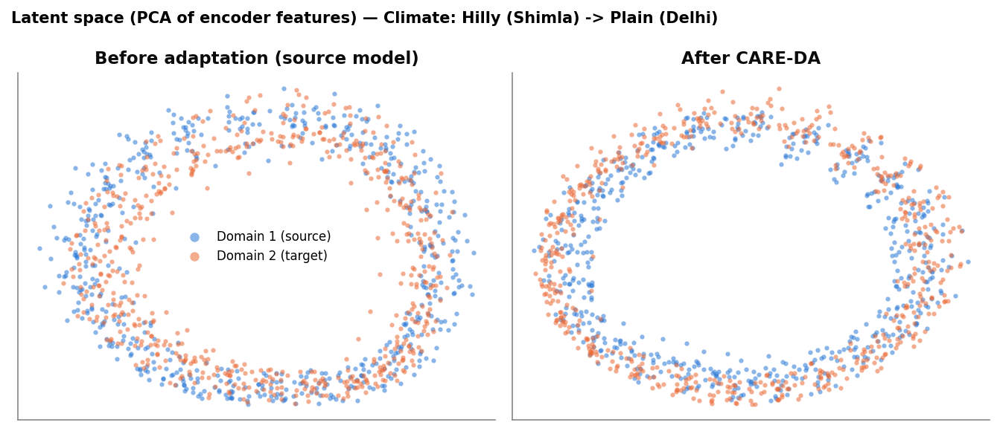 Latent space (PCA of encoder features) — Climate: Hilly (Shimla) -> Plain (Delhi)
Before adaptation (source model)
After CARE-DA
Domain 1 (source)
Domain 2 (target)